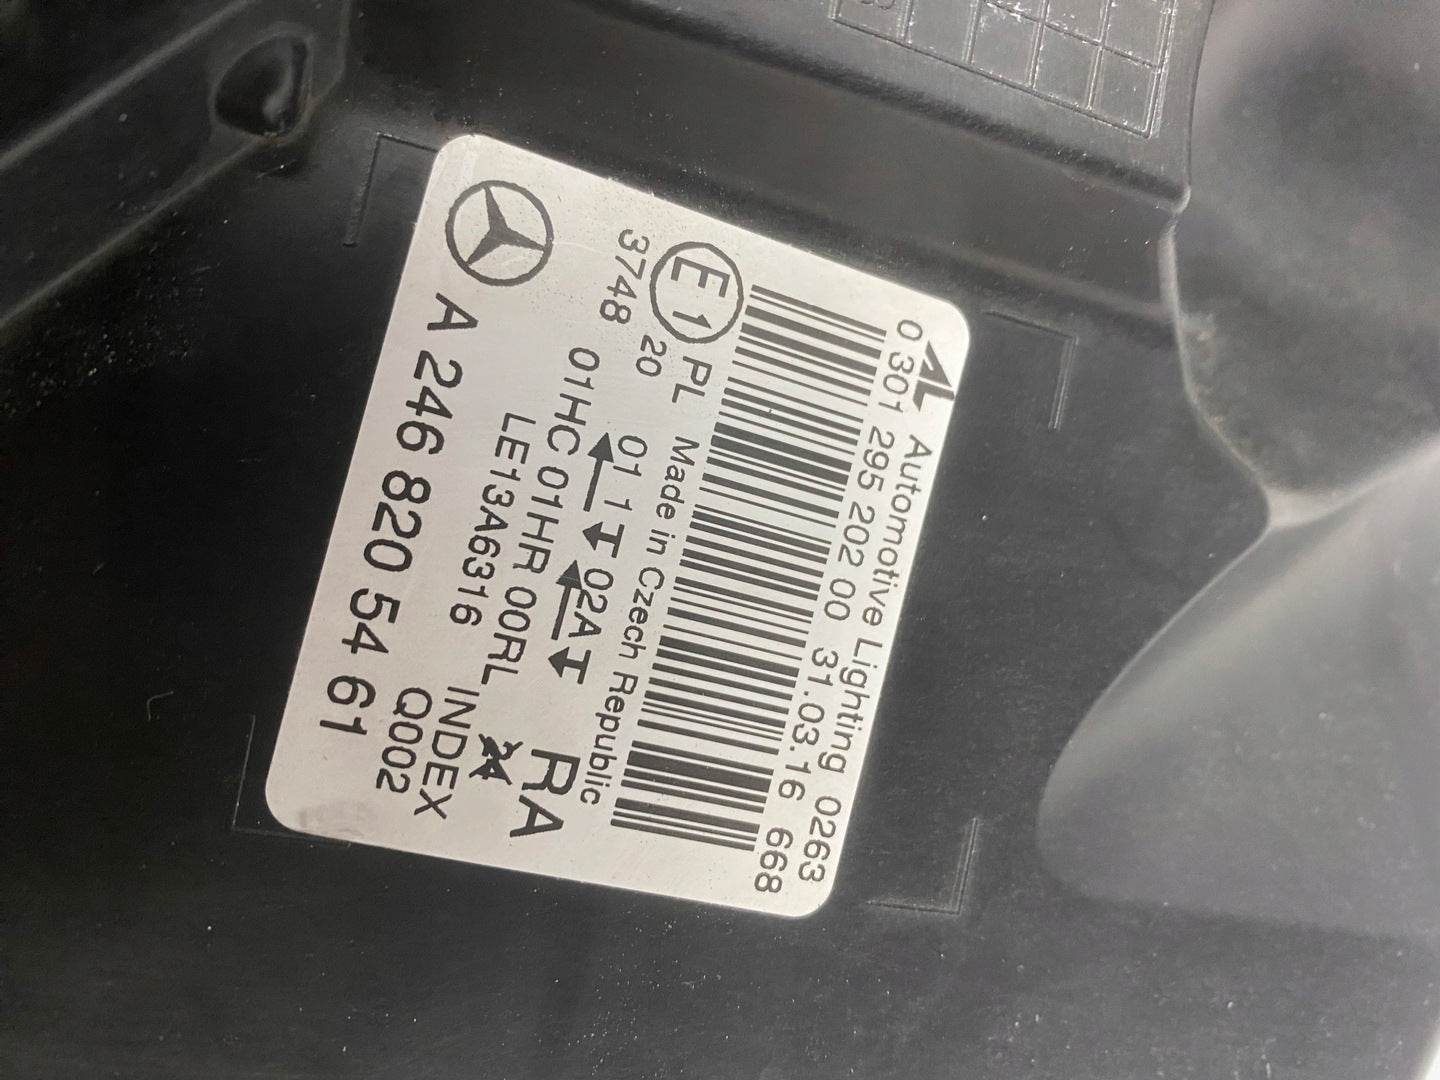 AL Automotive Lighting 0263
0 301 295 202 00 31.03.16 668
E1 PL Made in Czech Republic
20 01 1 02A RA
3748 01HC 01HR 00RL 24
LE13A6316 INDEX
A 246 820 54 61 Q002